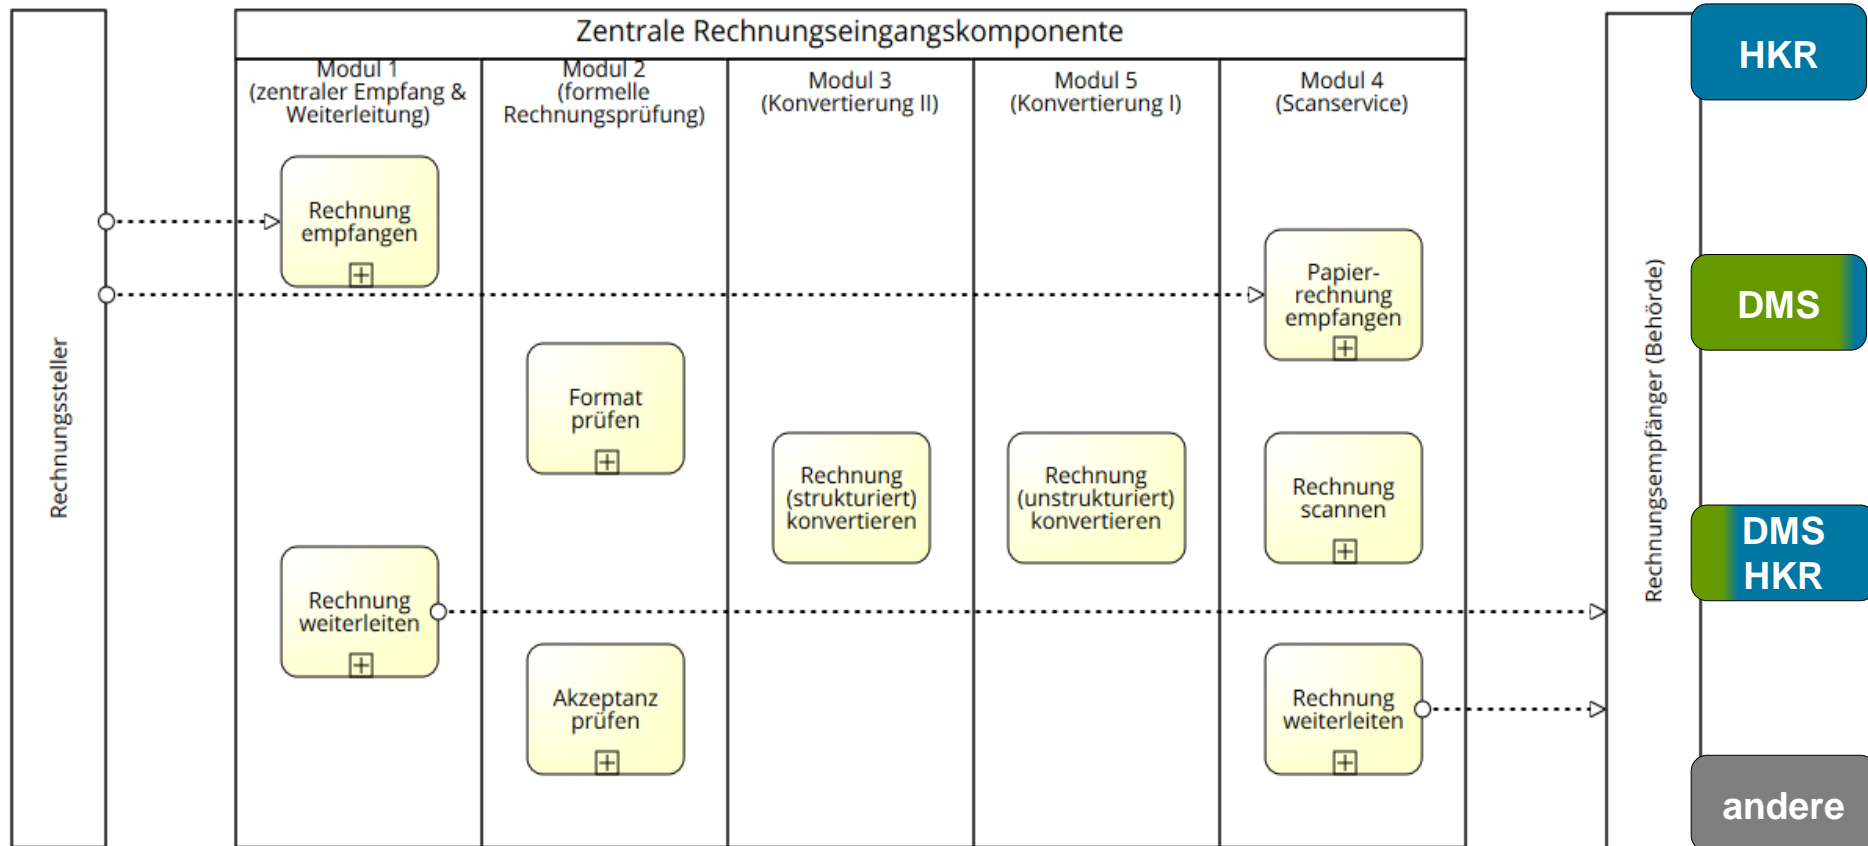 Zentrale Rechnungseingangskomponente
Modul 1
(zentraler Empfang &
Weiterleitung)
Modul 2
(formelle
Rechnungsprüfung)
Modul 3
(Konvertierung II)
Modul 5
(Konvertierung I)
Modul 4
(Scanservice)
Rechnungssteller
Rechnung
empfangen
Rechnung
weiterleiten
Format
prüfen
Akzeptanz
prüfen
Rechnung
(strukturiert)
konvertieren
Rechnung
(unstrukturiert)
konvertieren
Papier-
rechnung
empfangen
Rechnung
scannen
Rechnung
weiterleiten
Rechnungsempfänger (Behörde)
HKR
DMS
DMS
HKR
andere